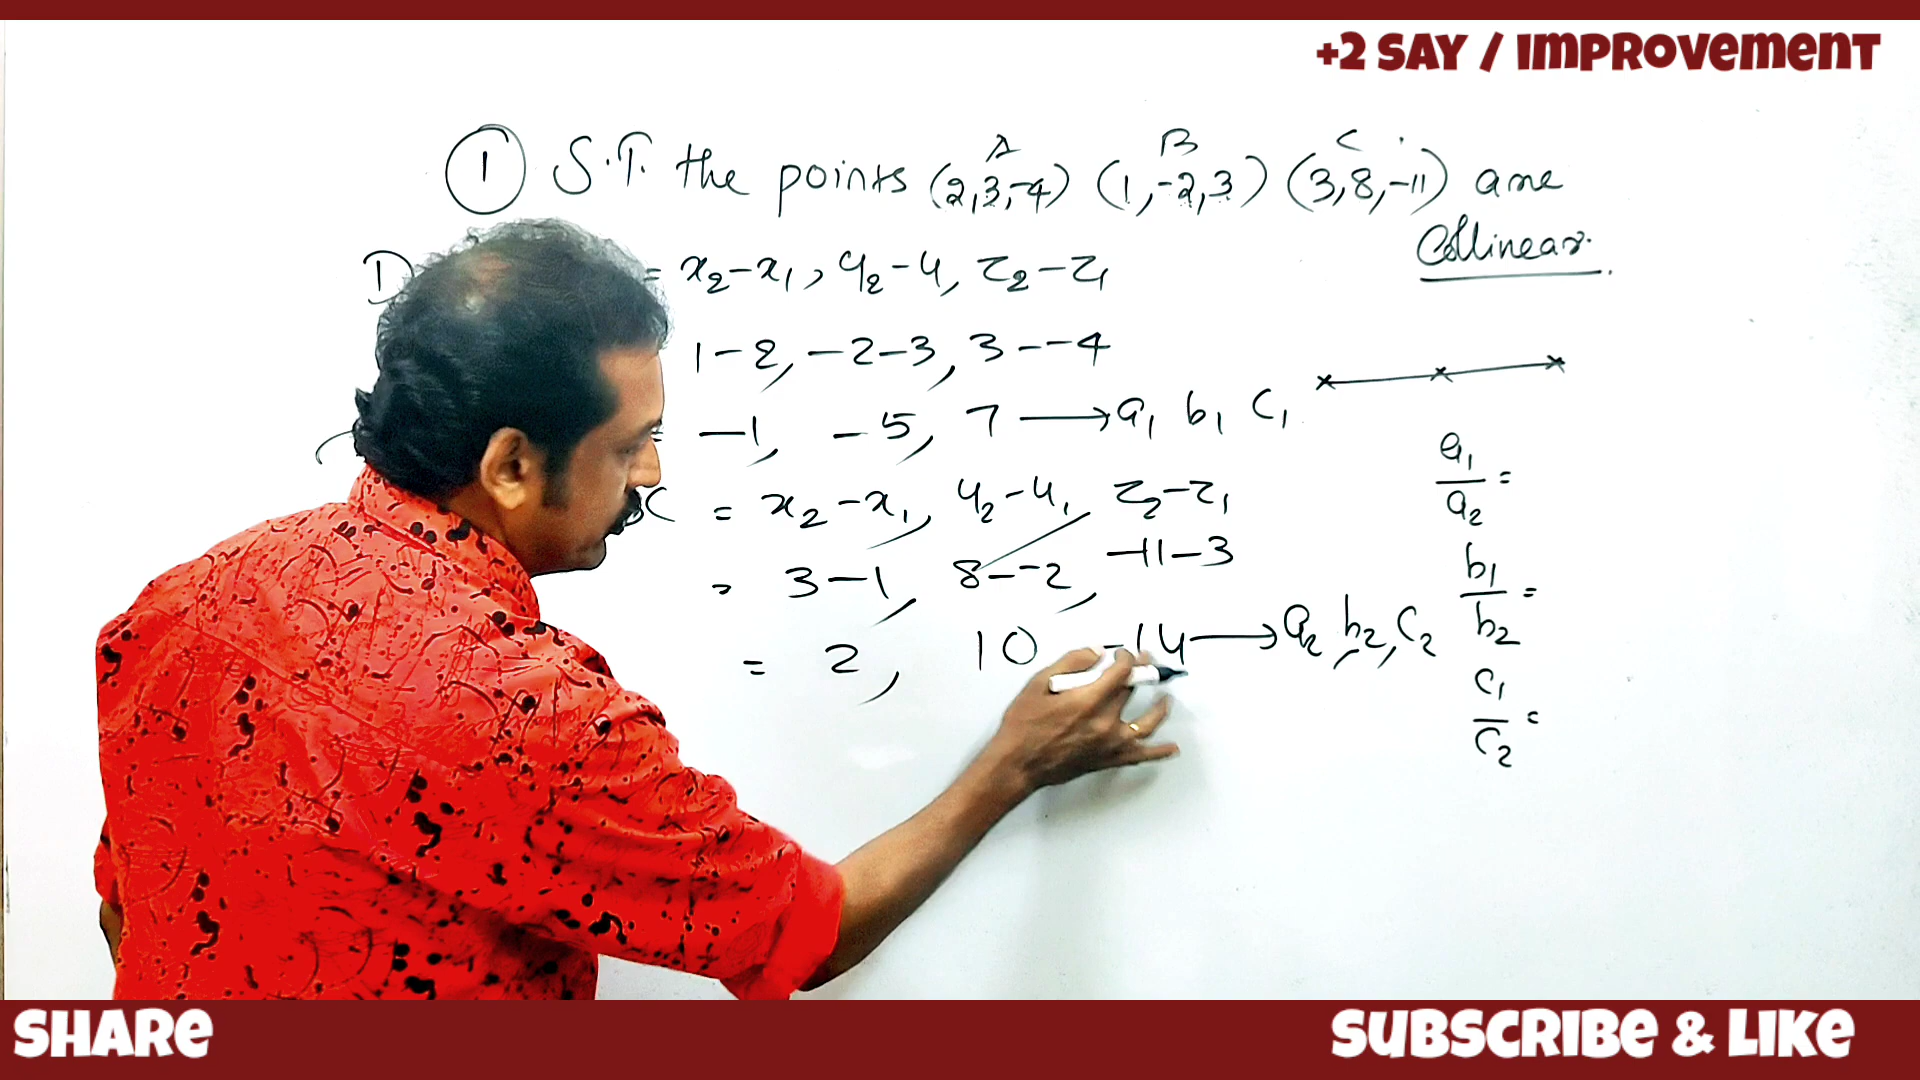 +2 SAY / IMPROVEMENT
① S.T. the points (2,3,-4) (1,-2,3) (3,8,-11) are
A B C
Collinear.
D = x₂-x₁, y₂-y₁, z₂-z₁
1-2, -2-3, 3--4
= -1, -5, 7 → a₁ b₁ c₁
BC = x₂-x₁, y₂-y₁, z₂-z₁
= 3-1, 8--2, -11-3
= 2, 10 -14 → a₂ b₂, c₂
a₁/a₂ =
b₁/b₂ =
c₁/c₂ =
SHARE
SUBSCRIBE & LIKE